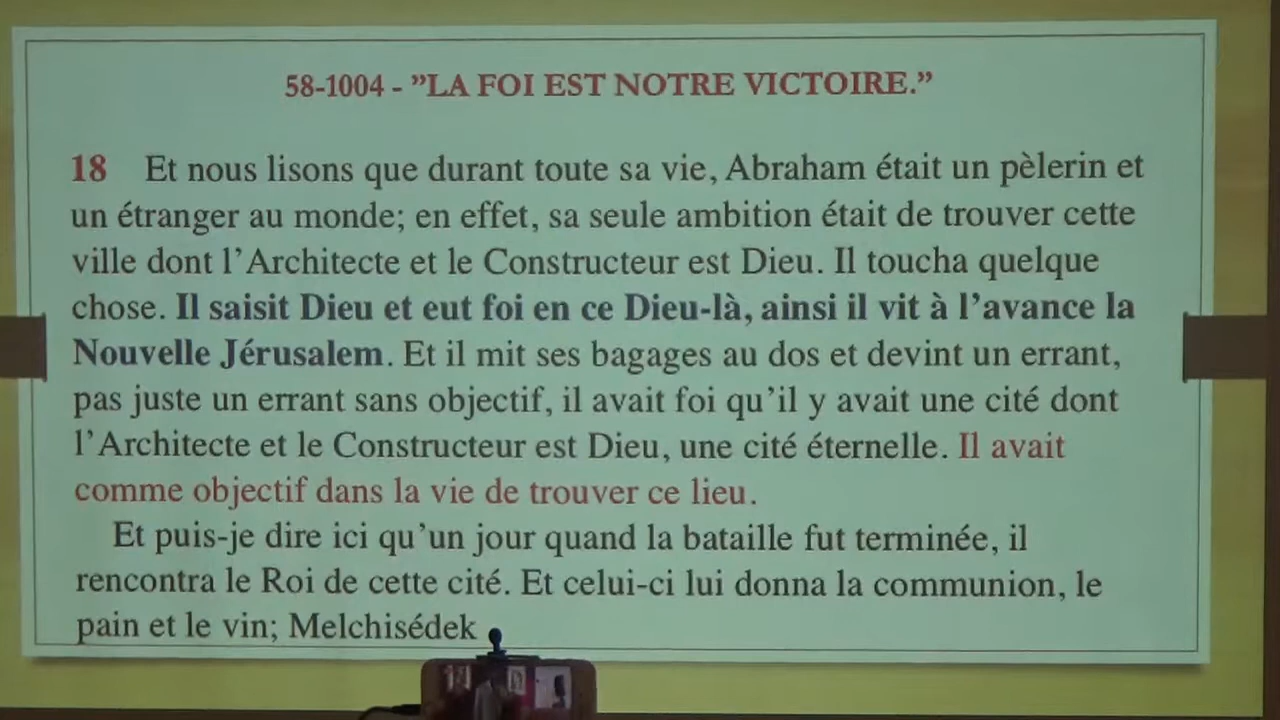 58-1004 - ”LA FOI EST NOTRE VICTOIRE.”
18 Et nous lisons que durant toute sa vie, Abraham était un pèlerin et
un étranger au monde; en effet, sa seule ambition était de trouver cette
ville dont l’Architecte et le Constructeur est Dieu. Il toucha quelque
chose. Il saisit Dieu et eut foi en ce Dieu-là, ainsi il vit à l’avance la
Nouvelle Jérusalem. Et il mit ses bagages au dos et devint un errant,
pas juste un errant sans objectif, il avait foi qu’il y avait une cité dont
l’Architecte et le Constructeur est Dieu, une cité éternelle. Il avait
comme objectif dans la vie de trouver ce lieu.
Et puis-je dire ici qu’un jour quand la bataille fut terminée, il
rencontra le Roi de cette cité. Et celui-ci lui donna la communion, le
pain et le vin; Melchisédek